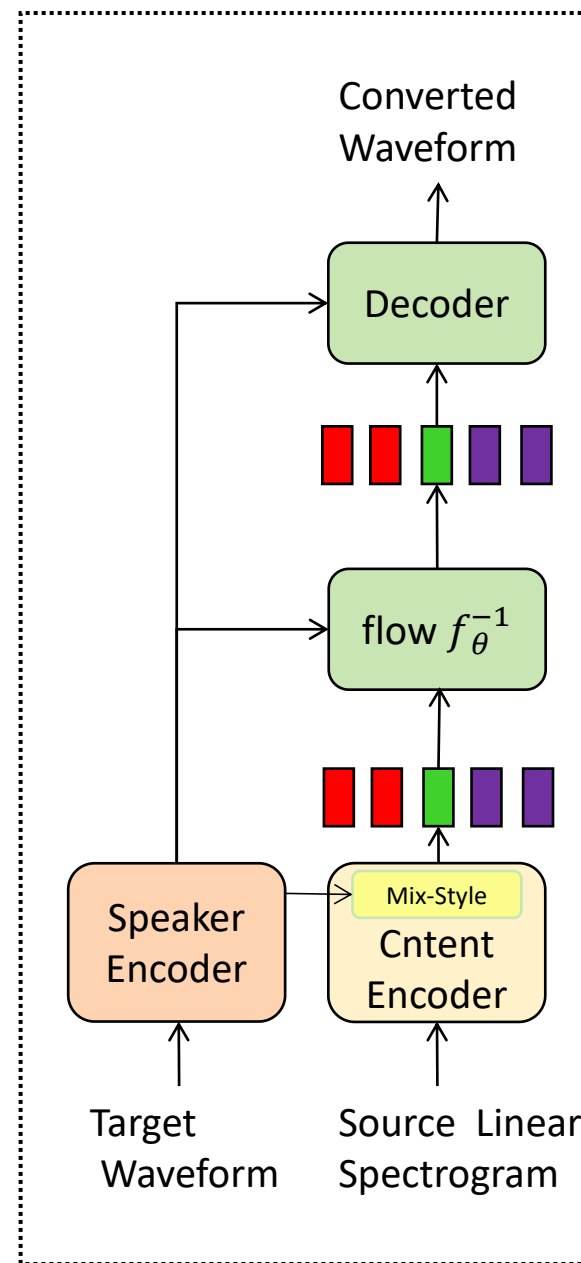 Converted
Waveform
Decoder
flow $f_{\theta}^{-1}$
Mix-Style
Speaker
Encoder
Cntent
Encoder
Target
Waveform
Source Linear
Spectrogram